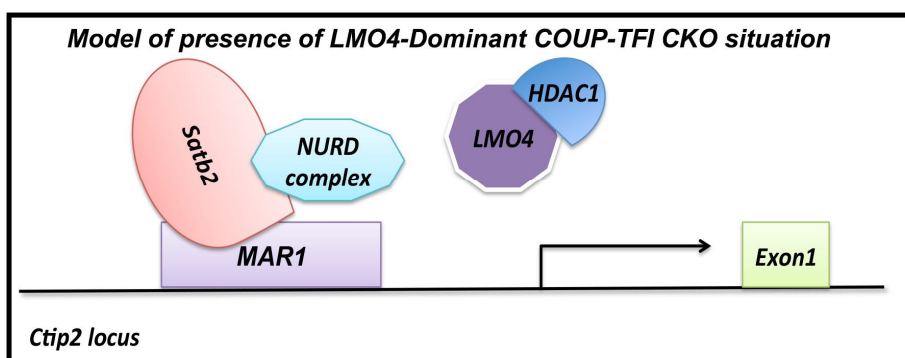 Model of presence of LMO4-Dominant COUP-TFI CKO situation
Satb2
NURD
complex
LMO4
HDAC1
MAR1
Exon1
Ctip2 locus